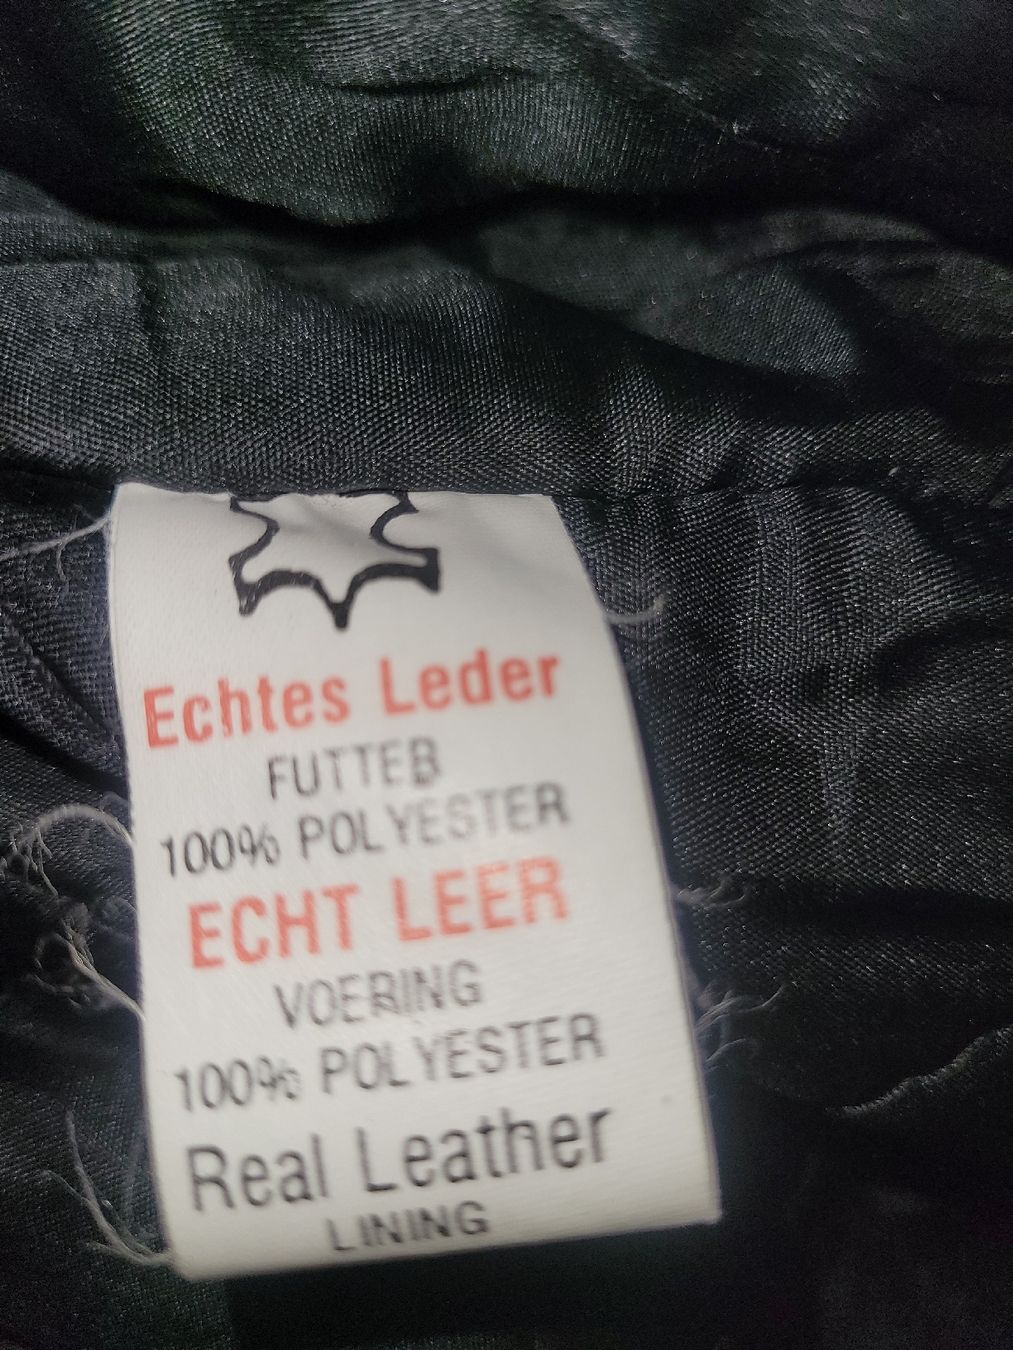 Echtes Leder
FUTTEB
100% POLYESTER
ECHT LEER
VOERING
100% POLYESTER
Real Leather
LINING